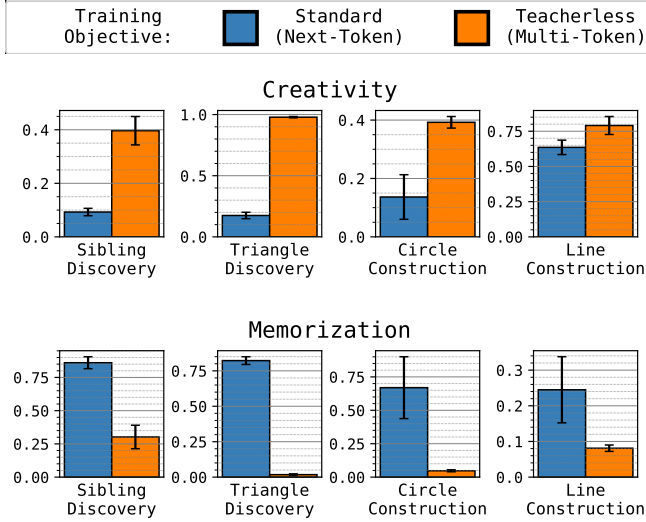 Training Objective:
Standard (Next-Token)
Teacherless (Multi-Token)
Creativity
0.4
0.2
0.0
Sibling Discovery
1.0
0.5
0.0
Triangle Discovery
0.4
0.2
0.0
Circle Construction
0.75
0.50
0.25
0.00
Line Construction
Memorization
0.75
0.50
0.25
0.00
Sibling Discovery
0.75
0.50
0.25
0.00
Triangle Discovery
0.75
0.50
0.25
0.00
Circle Construction
0.3
0.2
0.1
0.0
Line Construction